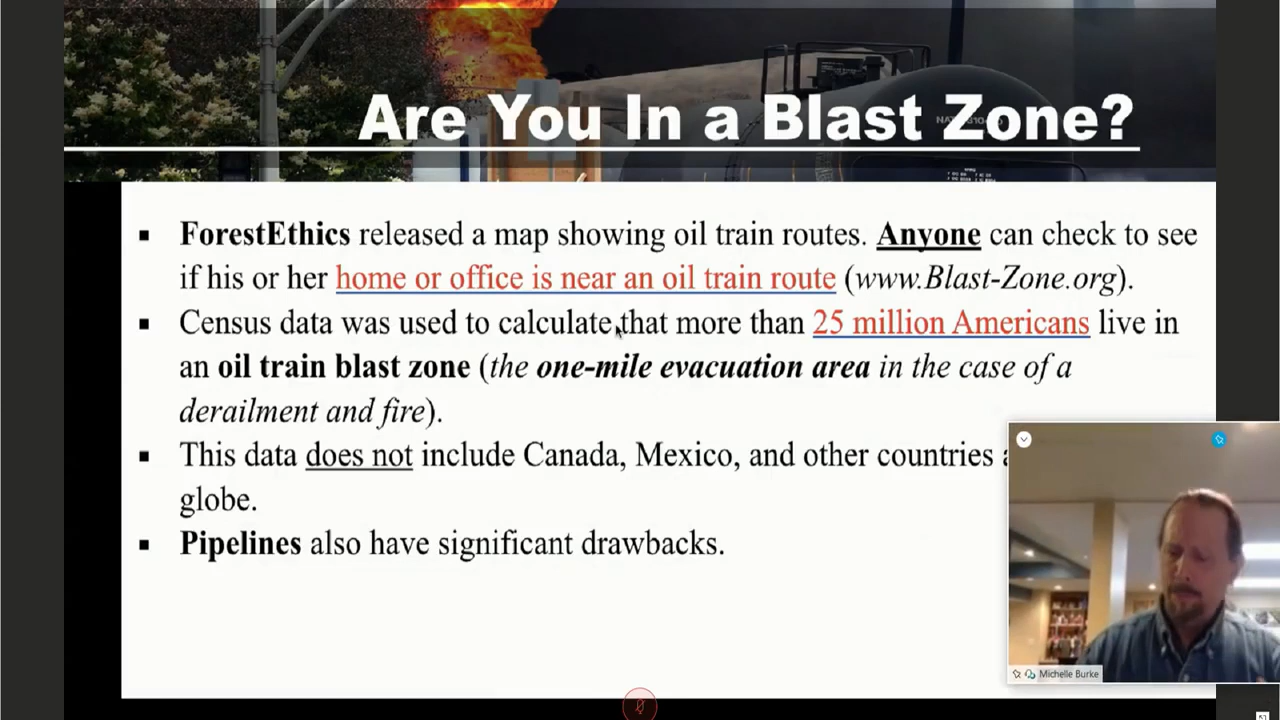 Are You In a Blast Zone?
▪ ForestEthics released a map showing oil train routes. Anyone can check to see
if his or her home or office is near an oil train route (www.Blast-Zone.org).
▪ Census data was used to calculate that more than 25 million Americans live in
an oil train blast zone (the one-mile evacuation area in the case of a
derailment and fire).
▪ This data does not include Canada, Mexico, and other countries
globe.
▪ Pipelines also have significant drawbacks.
Michelle Burke